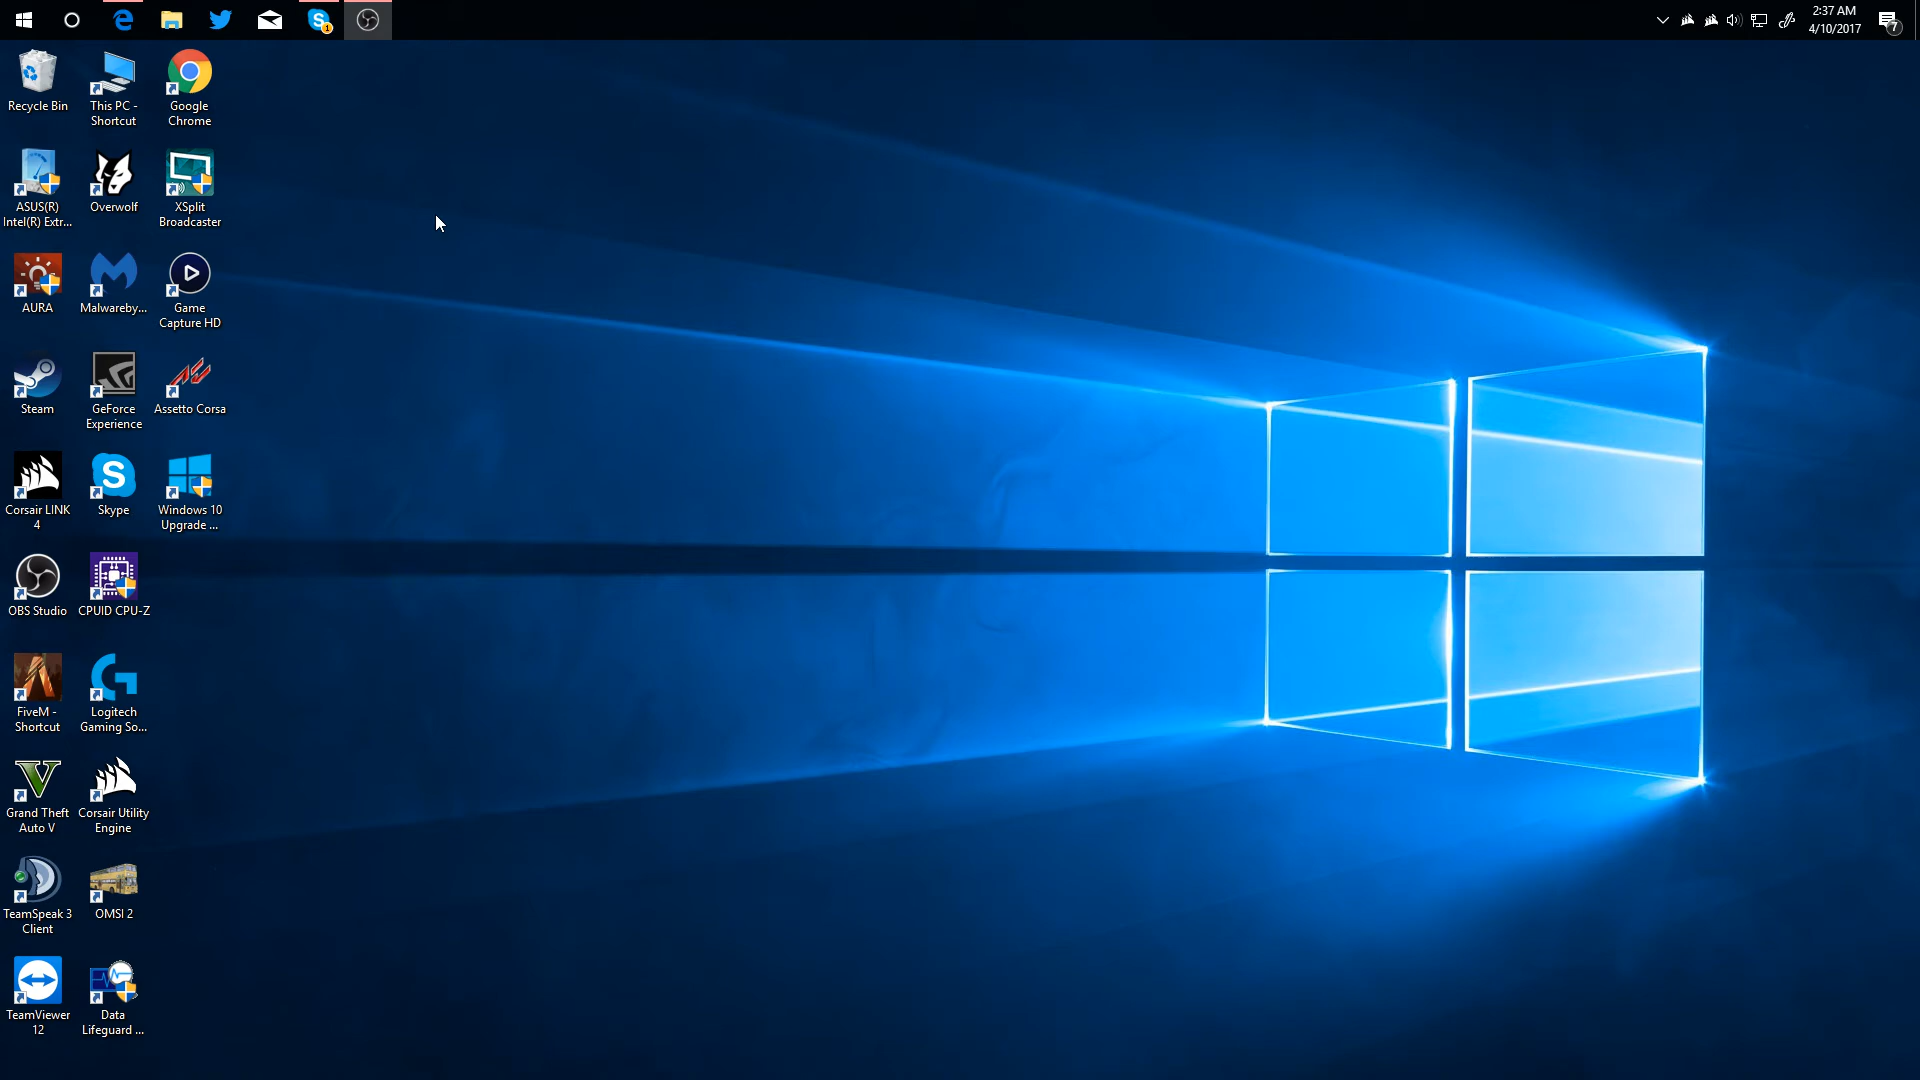 1
2:37 AM
4/10/2017
7
Recycle Bin
This PC -
Shortcut
Google
Chrome
ASUS(R)
Intel(R) Extr...
Overwolf
XSplit
Broadcaster
AURA
Malwareby...
Game
Capture HD
Steam
GeForce
Experience
Assetto Corsa
Corsair LINK
4
Skype
Windows 10
Upgrade ...
OBS Studio
CPUID CPU-Z
FiveM -
Shortcut
Logitech
Gaming So...
Grand Theft
Auto V
Corsair Utility
Engine
TeamSpeak 3
Client
OMSI 2
TeamViewer
12
Data
Lifeguard ...